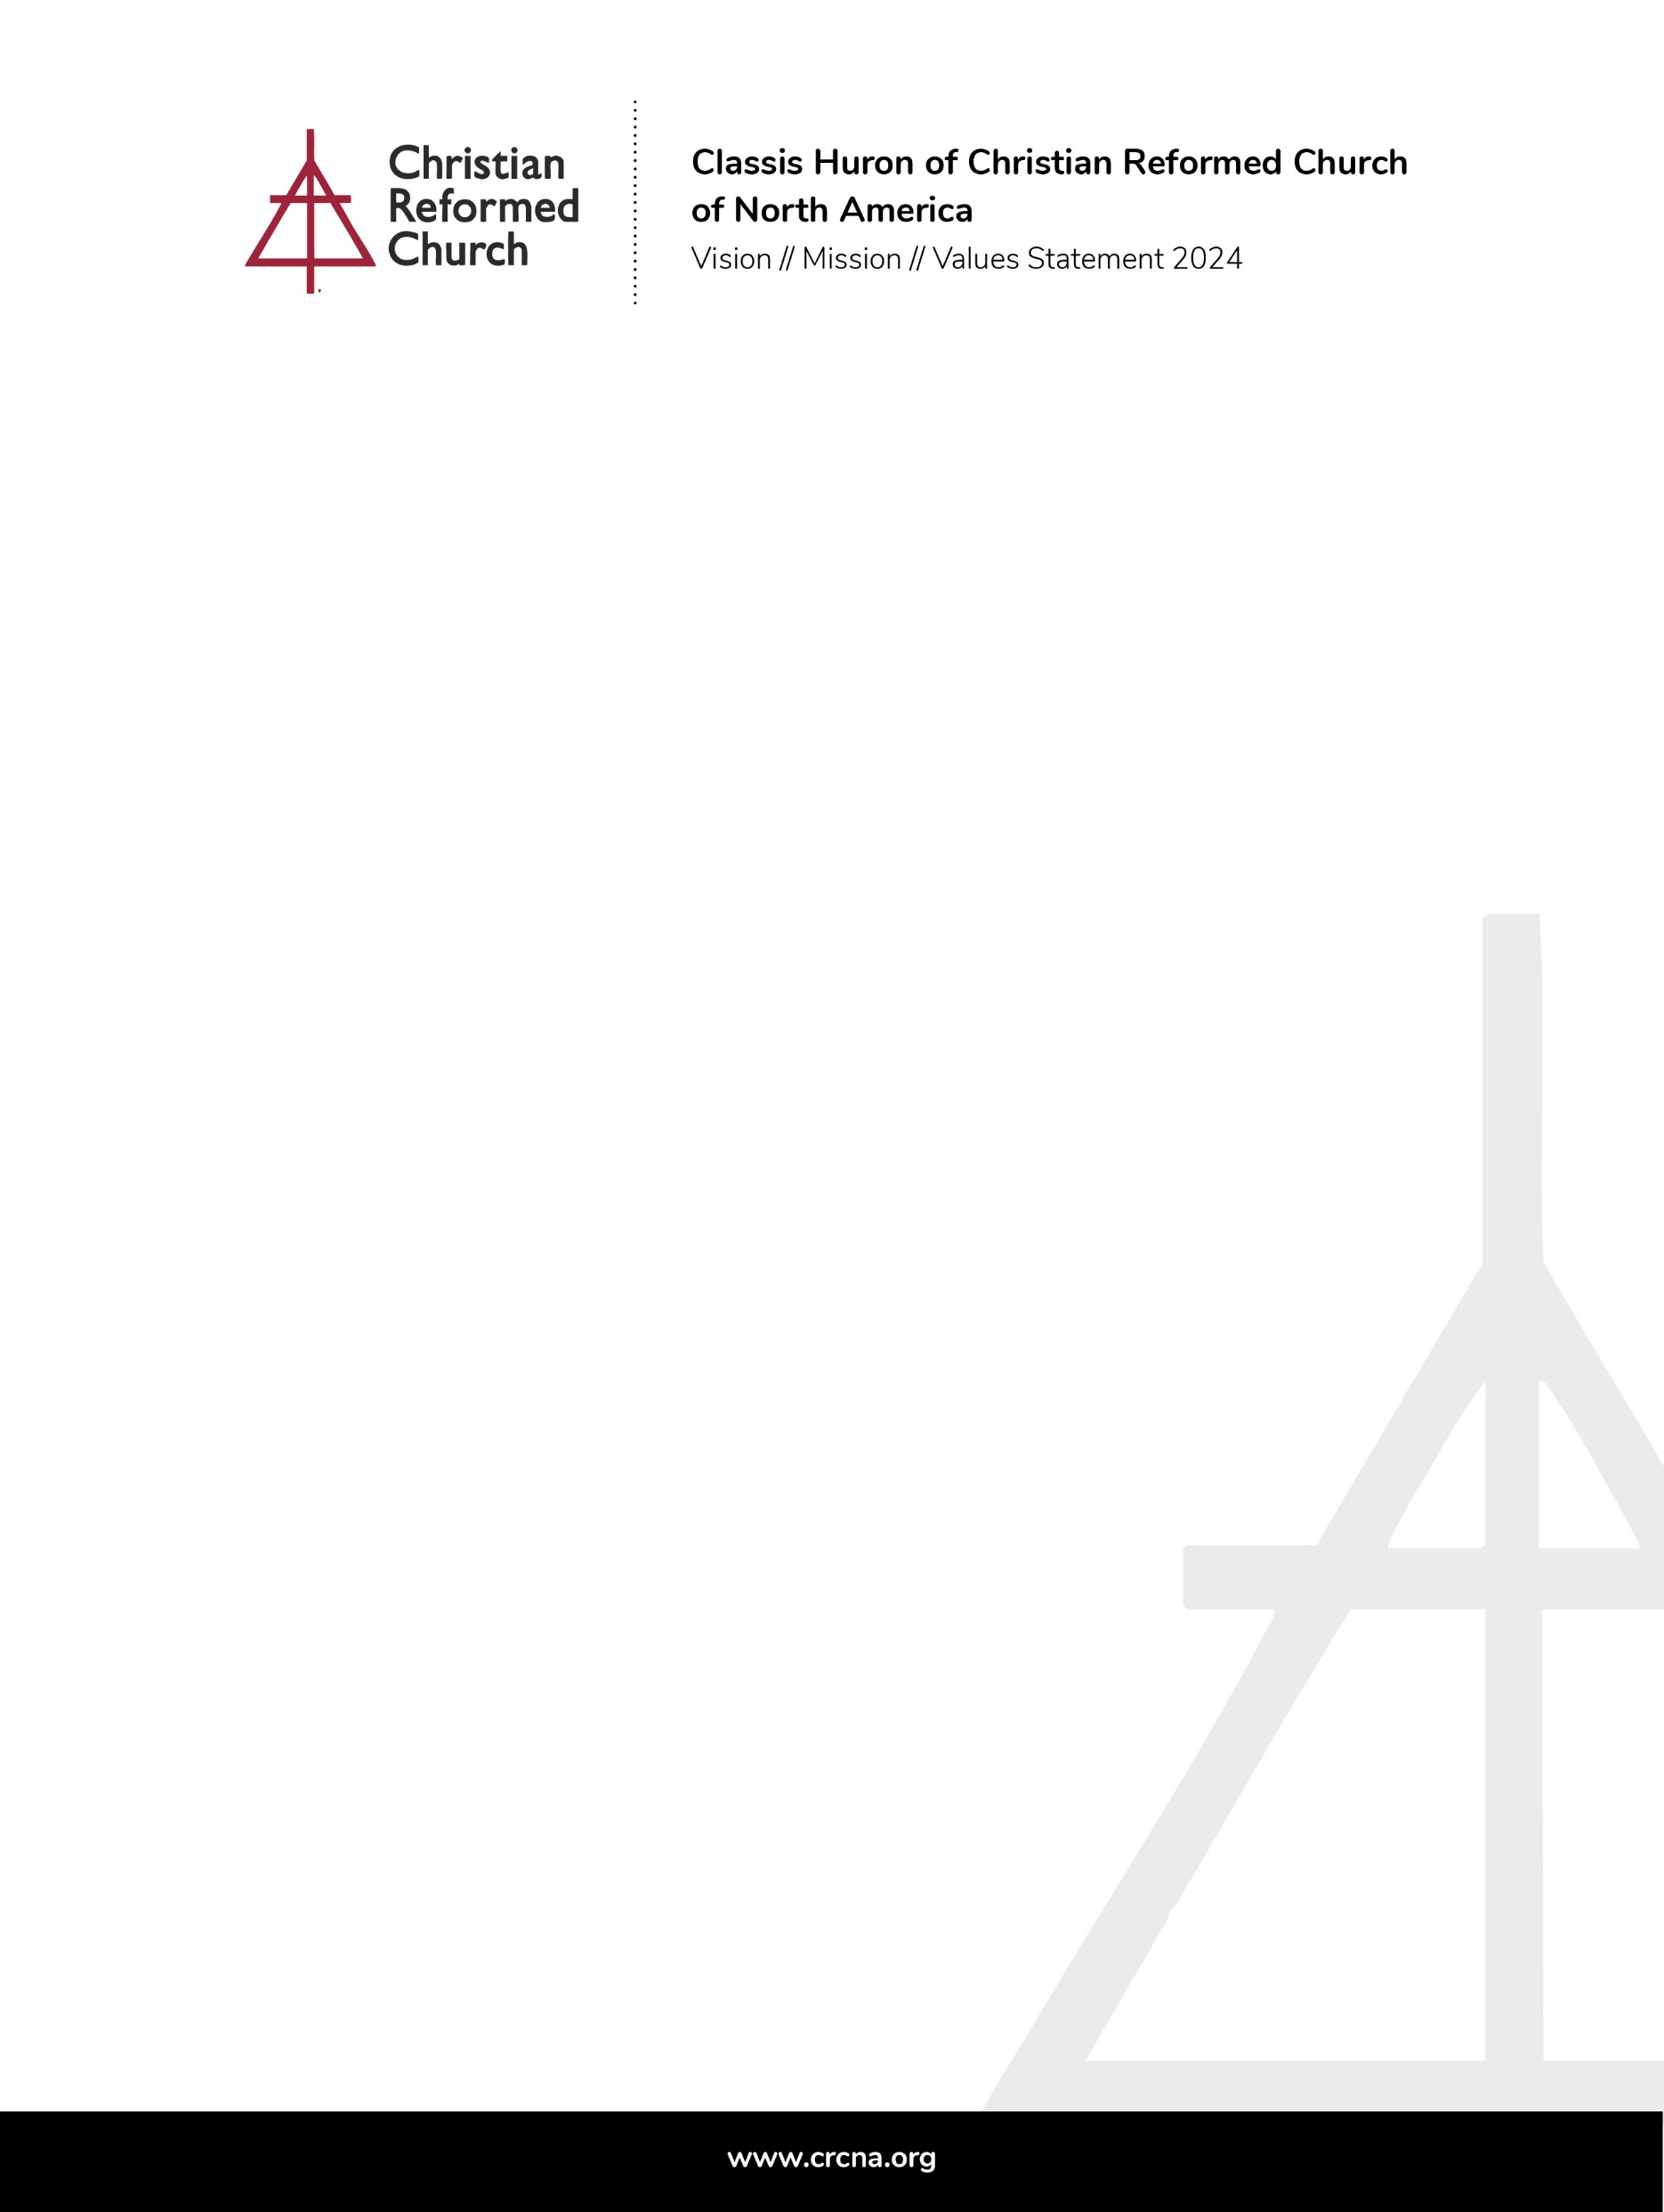 Christian
Reformed
Church
Classis Huron of Christian Reformed Church
of North America
Vision // Mission // Values Statement 2024
www.crcna.org